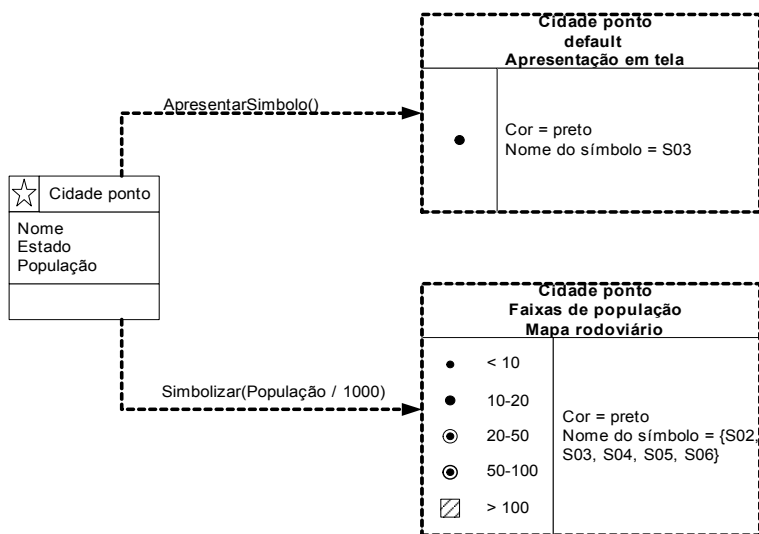 Cidade ponto
default
Apresentação em tela
ApresentarSimbolo()
Cor = preto
Nome do símbolo = S03
Cidade ponto
Nome
Estado
População
Cidade ponto
Faixas de população
Mapa rodoviário
Simbolizar(População / 1000)
< 10
10-20
20-50
50-100
> 100
Cor = preto
Nome do símbolo = {S02,
S03, S04, S05, S06}